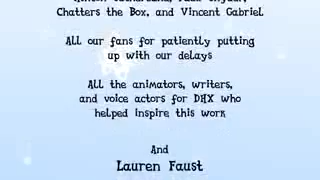 Chatters the Box, and Vincent Gabriel
All our fans for patiently putting
up with our delays
All the animators, writers,
and voice actors for DHX who
helped inspire this work
And
Lauren Faust